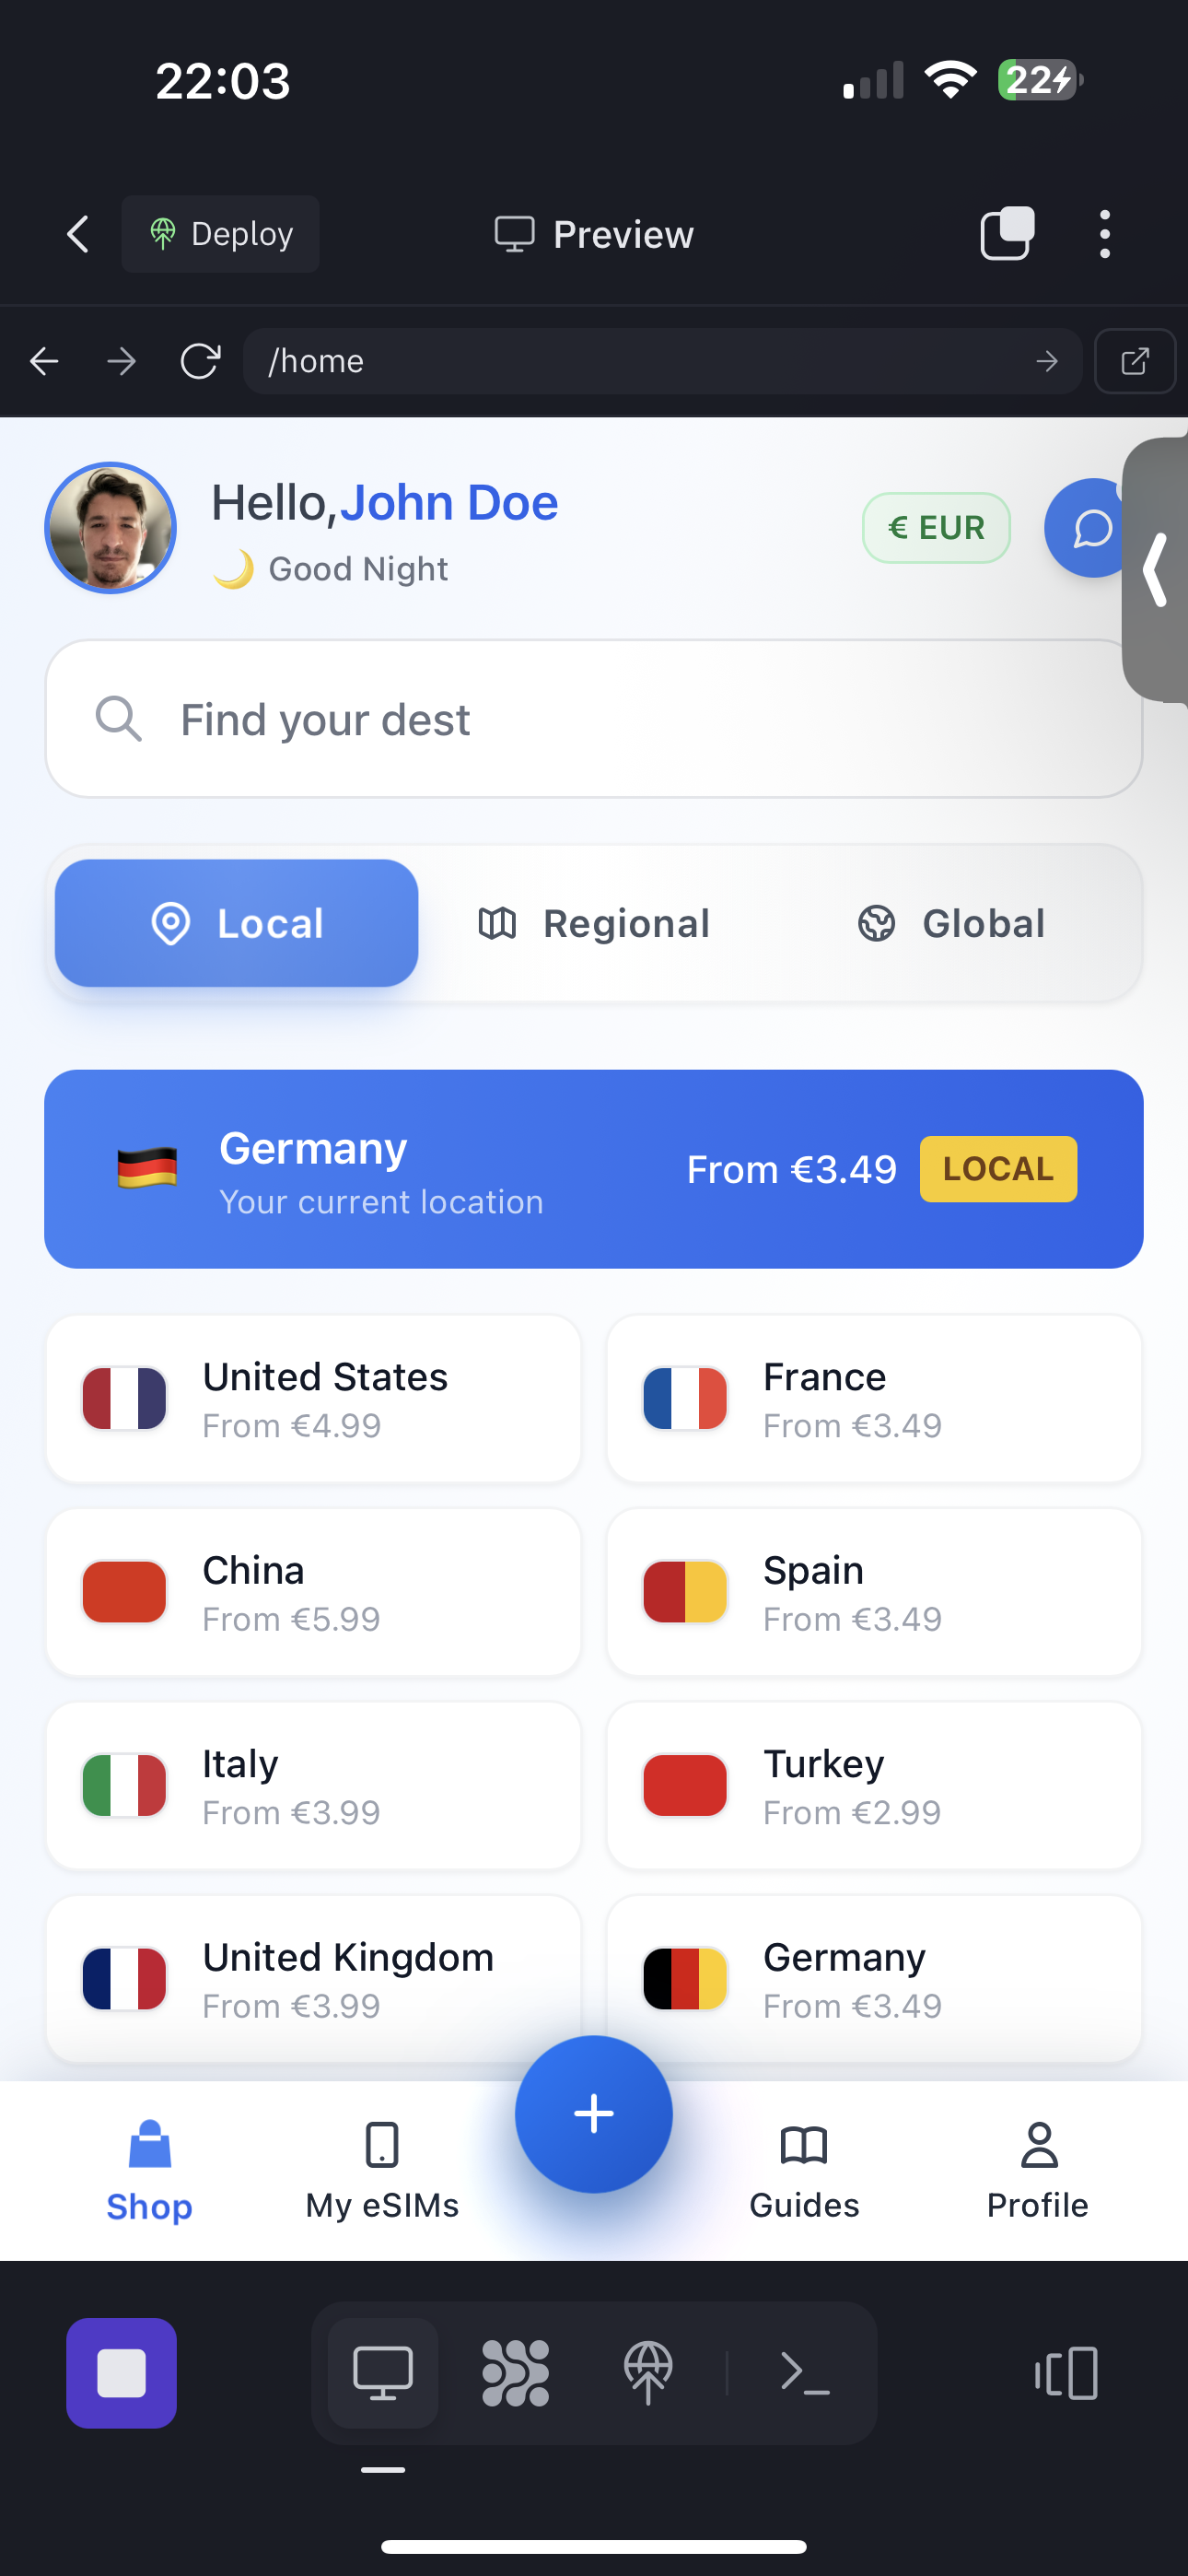 22:03
22
Deploy
Preview
/home
Hello,John Doe
€ EUR
🌙 Good Night
Find your dest
Local
Regional
Global
Germany
Your current location
From €3.49
LOCAL
United States
From €4.99
France
From €3.49
China
From €5.99
Spain
From €3.49
Italy
From €3.99
Turkey
From €2.99
United Kingdom
From €3.99
Germany
From €3.49
Shop
My eSIMs
Guides
Profile